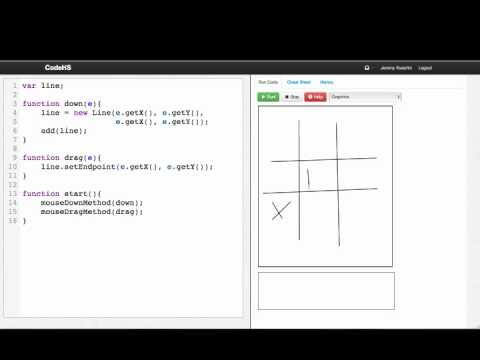 CodeHS
Jeremy Keeshin Logout
Run Code Cheat Sheet History
Run Stop Help Graphics
1 var line;
2
3 function down(e){
4 line = new Line(e.getX(), e.getY(),
5 e.getX(), e.getY());
6 add(line);
7 }
8
9 function drag(e){
10 line.setEndpoint(e.getX(), e.getY());
11 }
12
13 function start(){
14 mouseDownMethod(down);
15 mouseDragMethod(drag);
16 }
X